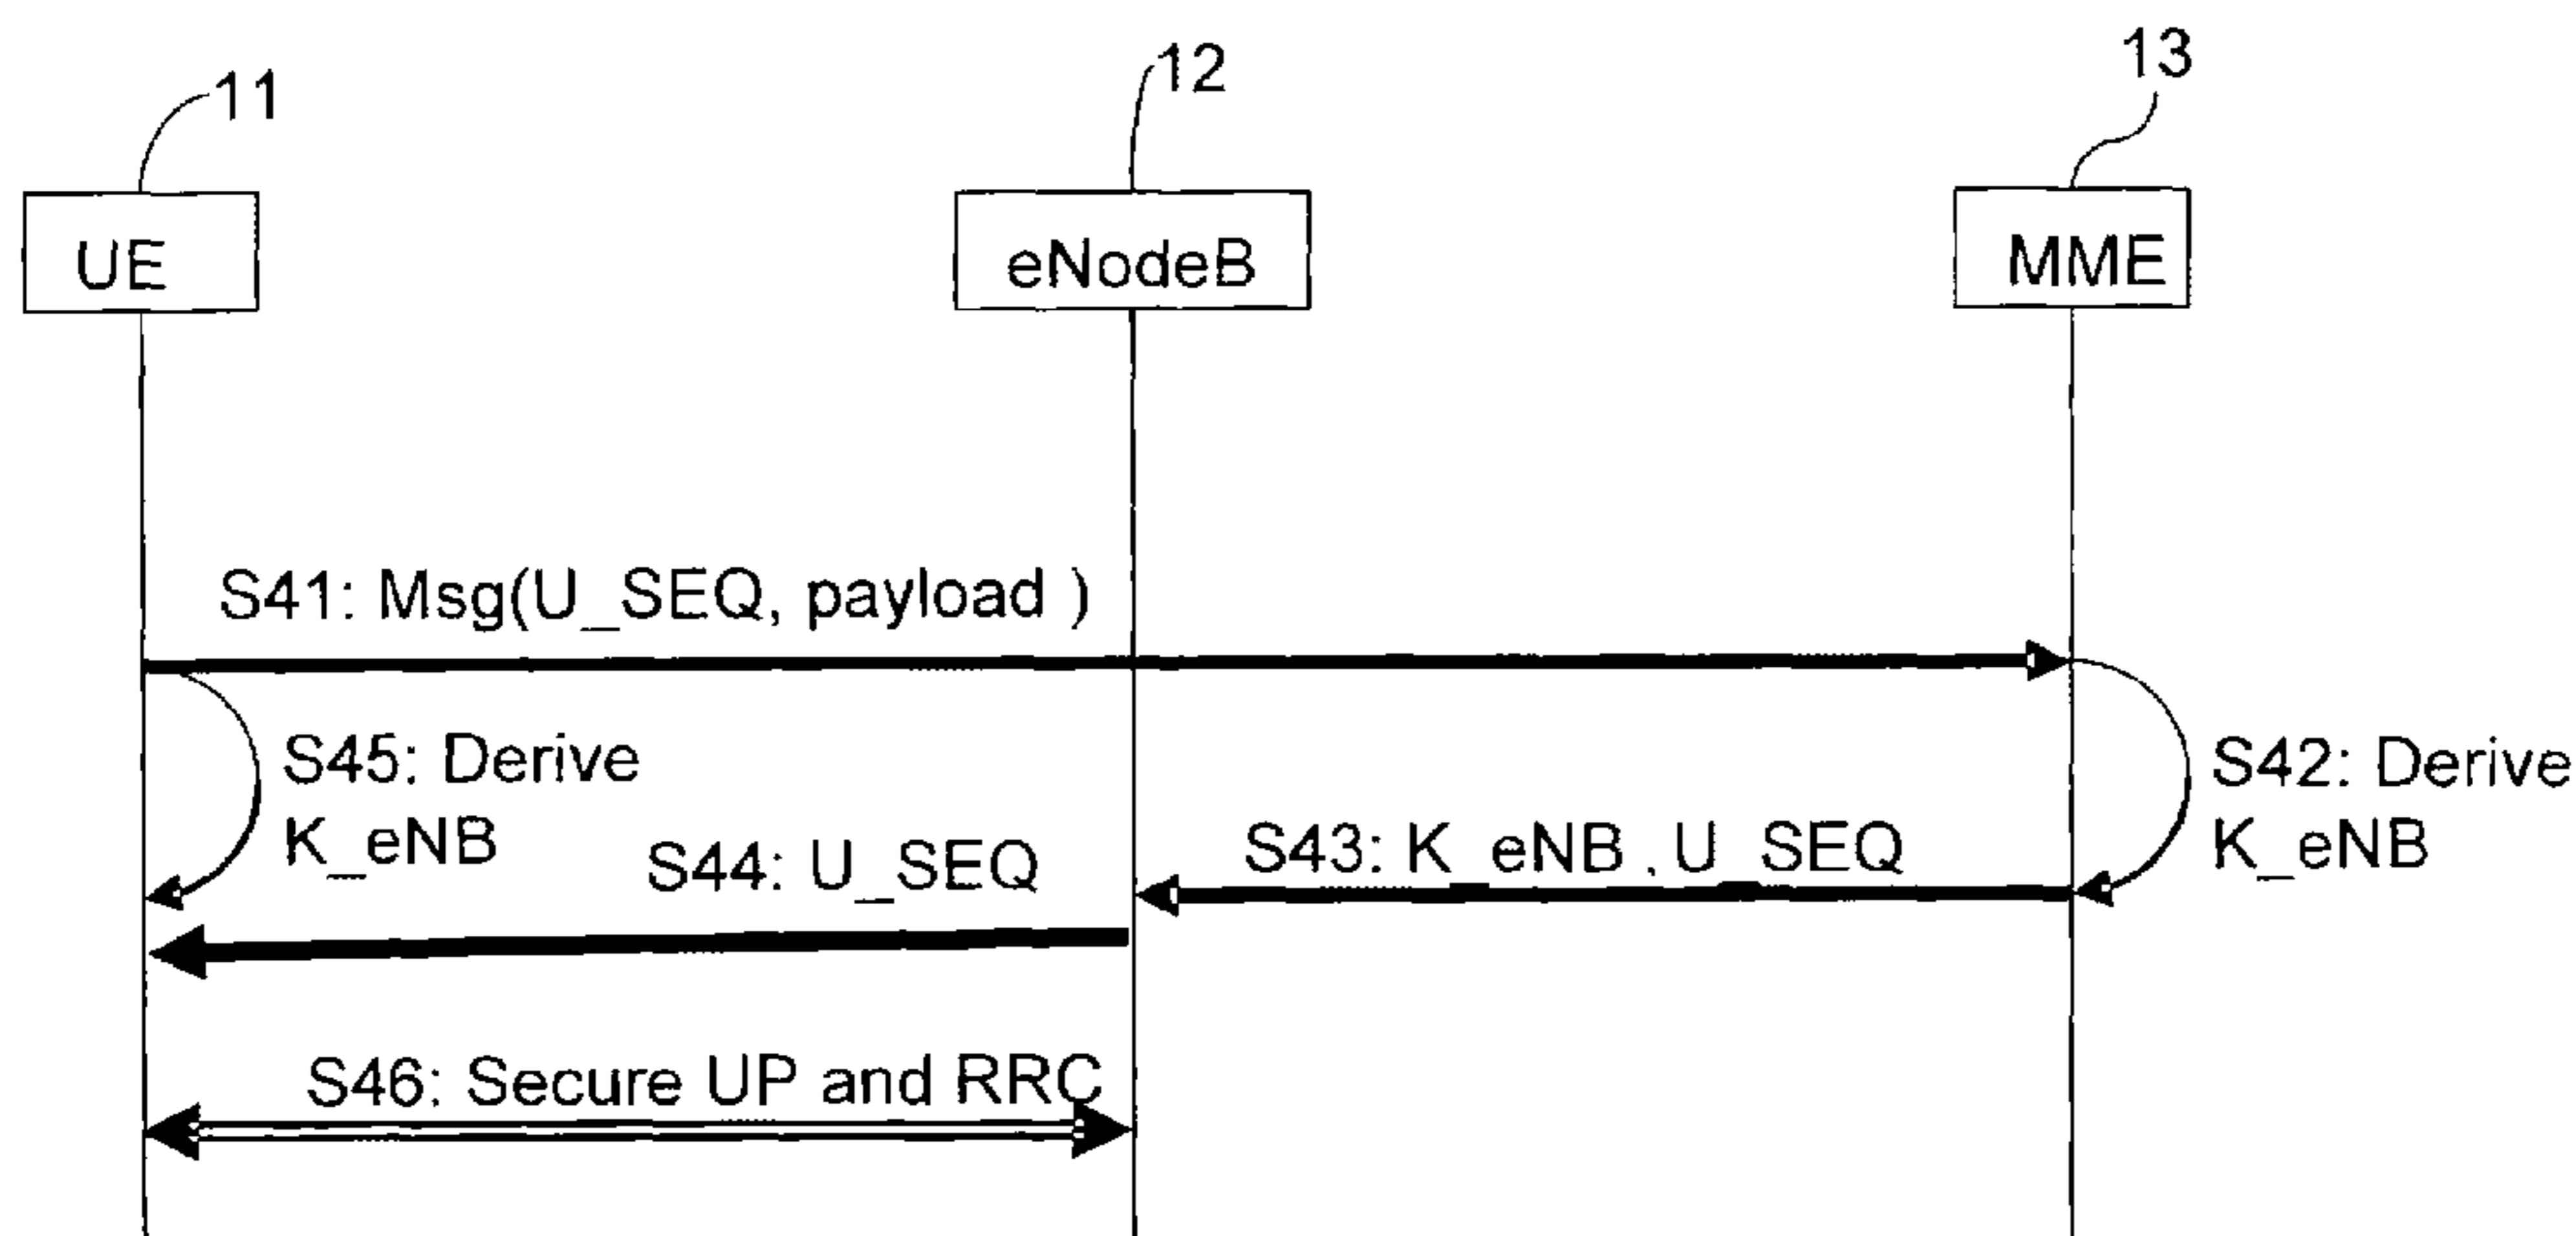 11
12
13
UE
eNodeB
MME
S41: Msg(U_SEQ, payload )
S45: Derive
K_eNB
S42: Derive
K_eNB
S43: K_eNB , U_SEQ
S44: U_SEQ
S46: Secure UP and RRC